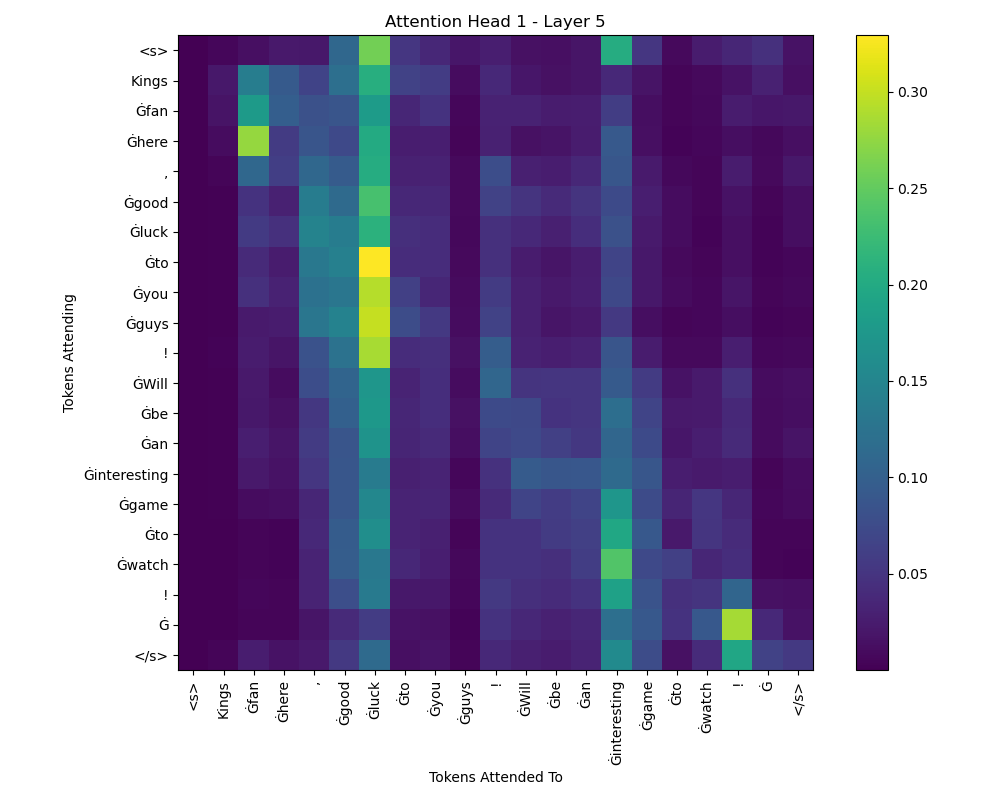 Attention Head 1 - Layer 5
Tokens Attending
<s>
Kings
Ġfan
Ġhere
,
Ġgood
Ġluck
Ġto
Ġyou
Ġguys
!
ĠWill
Ġbe
Ġan
Ġinteresting
Ġgame
Ġto
Ġwatch
!
Ġ
</s>
<s>
Kings
Ġfan
Ġhere
,
Ġgood
Ġluck
Ġto
Ġyou
Ġguys
!
ĠWill
Ġbe
Ġan
Ġinteresting
Ġgame
Ġto
Ġwatch
!
Ġ
</s>
Tokens Attended To
0.30
0.25
0.20
0.15
0.10
0.05